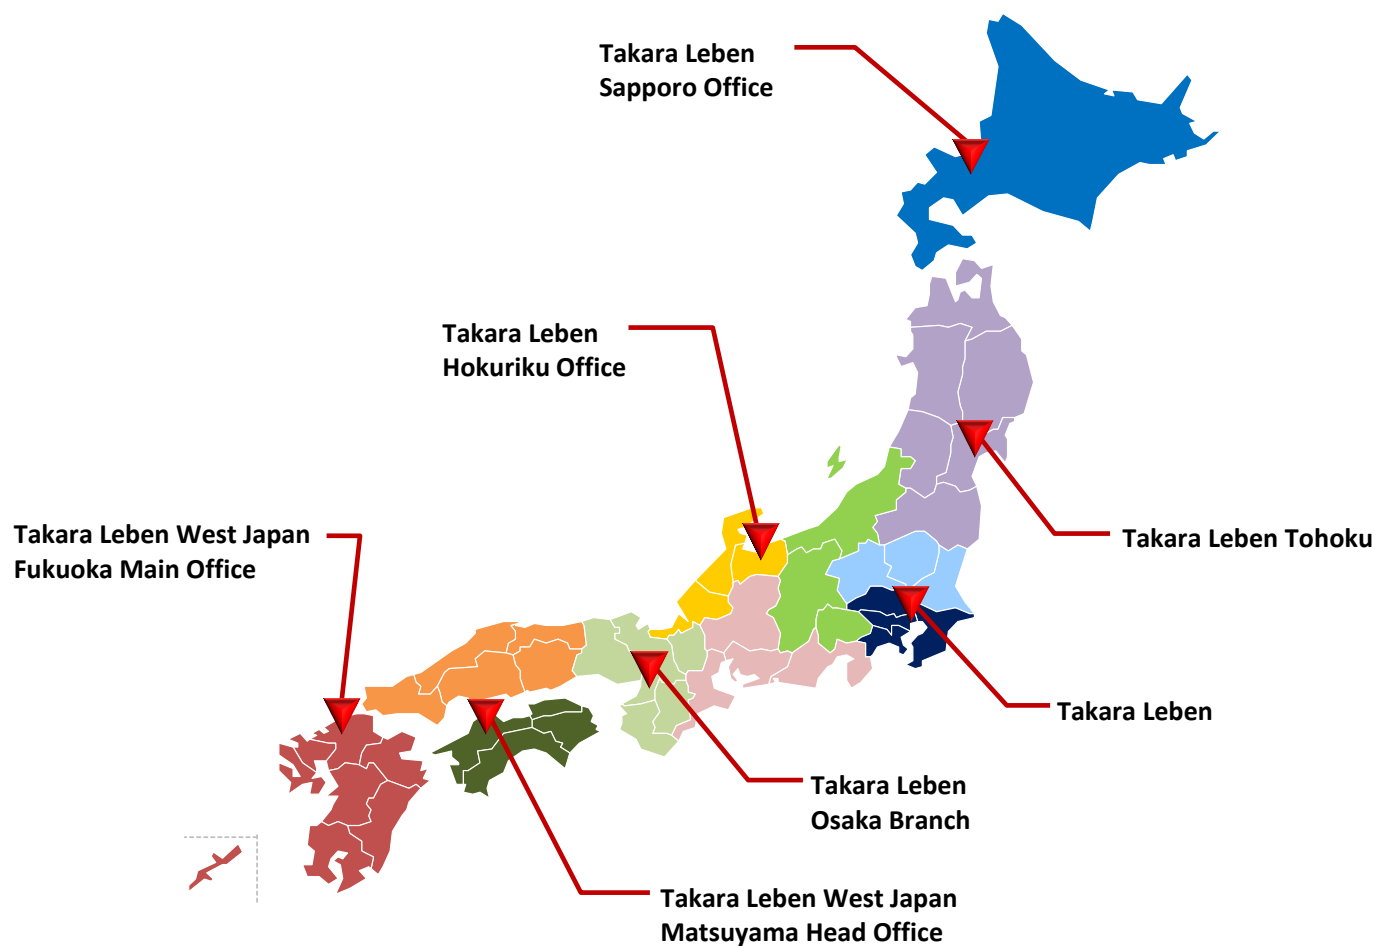 Takara Leben
Sapporo Office
Takara Leben
Hokuriku Office
Takara Leben West Japan
Fukuoka Main Office
Takara Leben Tohoku
Takara Leben
Takara Leben
Osaka Branch
Takara Leben West Japan
Matsuyama Head Office